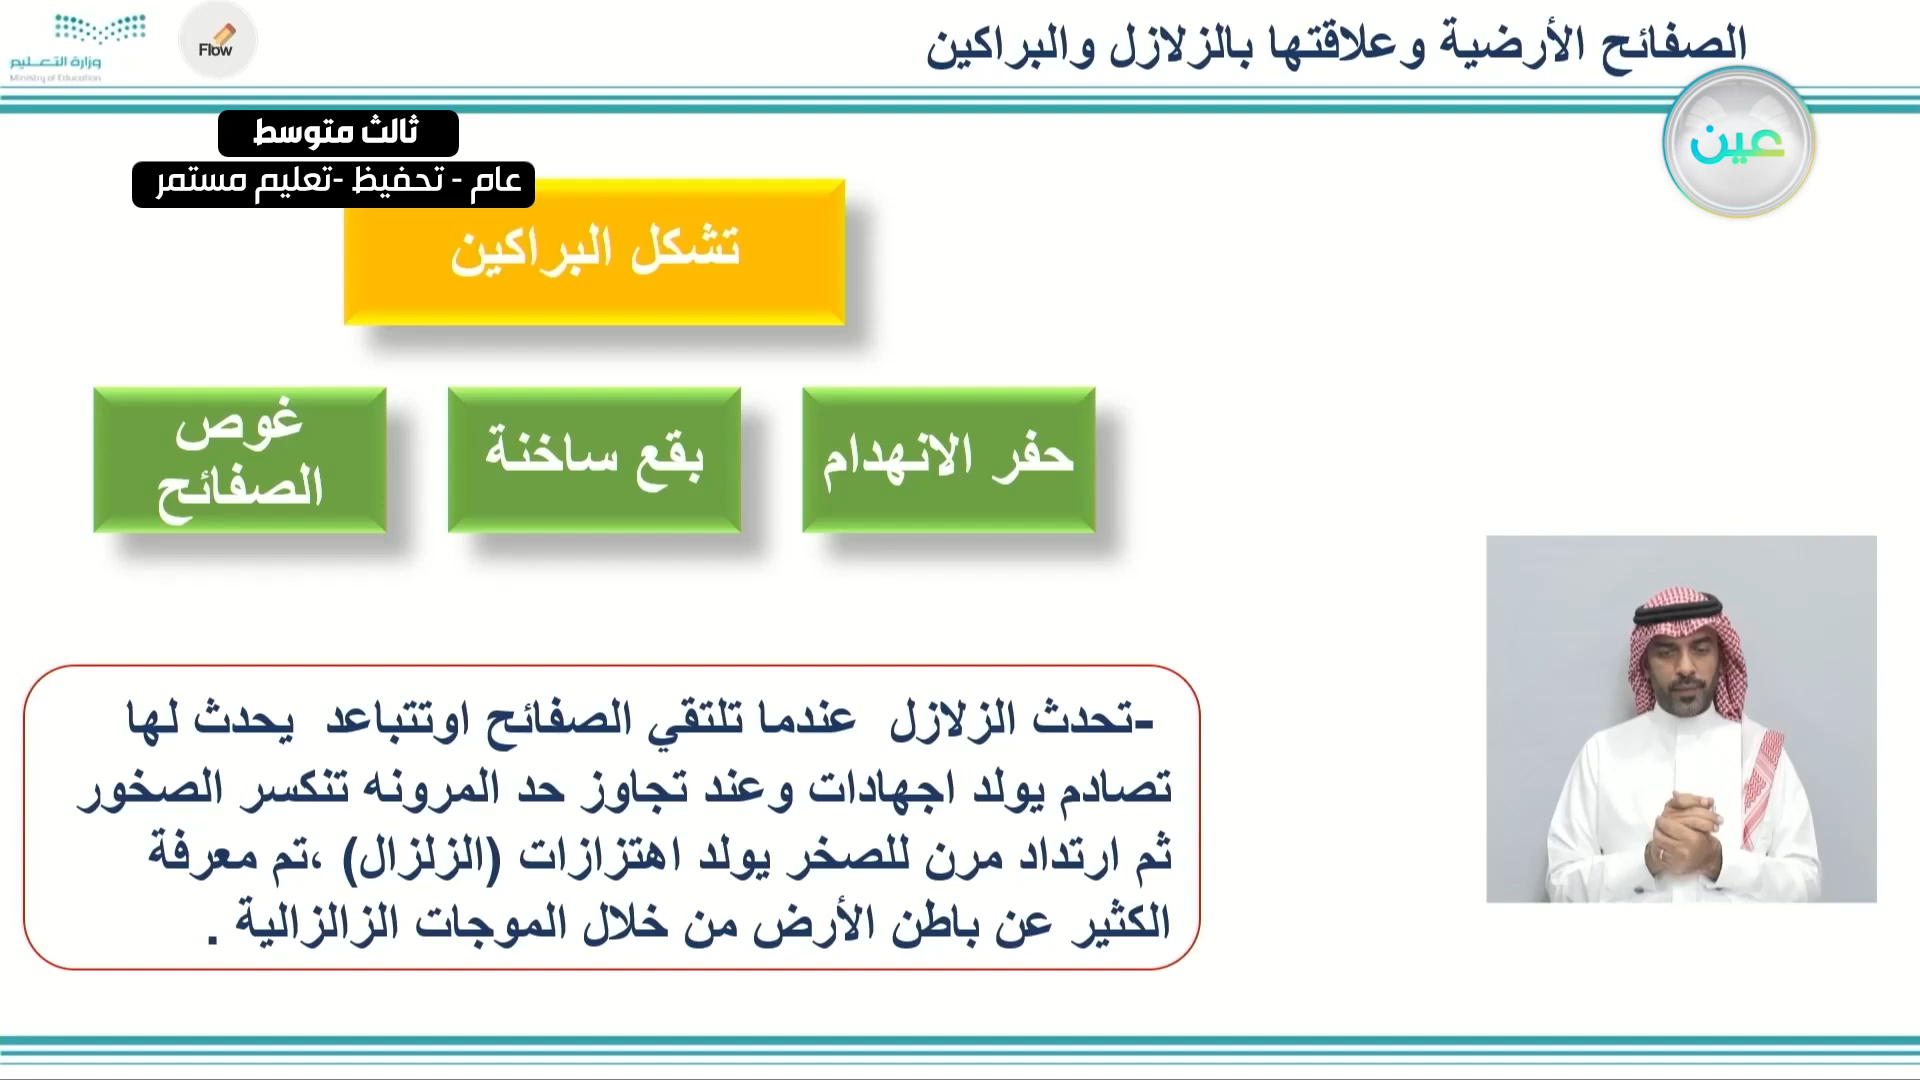 الصفائح الأرضية وعلاقتها بالزلازل والبراكين
Flow
وزارة التعليم
Ministry of Education
عين
ثالث متوسط
عام - تحفيظ -تعليم مستمر
تشكل البراكين
حفر الانهدام
بقع ساخنة
غوص
الصفائح
-تحدث الزلازل عندما تلتقي الصفائح اوتتباعد يحدث لها
تصادم يولد اجهادات وعند تجاوز حد المرونه تنكسر الصخور
ثم ارتداد مرن للصخر يولد اهتزازات (الزلزال) ،تم معرفة
الكثير عن باطن الأرض من خلال الموجات الزالزالية .